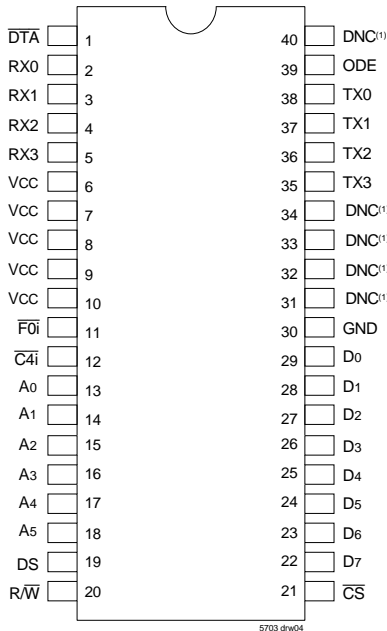 D̅T̅A̅ 1 40 DNC(1)
RX0 2 39 ODE
RX1 3 38 TX0
RX2 4 37 TX1
RX3 5 36 TX2
VCC 6 35 TX3
VCC 7 34 DNC(1)
VCC 8 33 DNC(1)
VCC 9 32 DNC(1)
VCC 10 31 DNC(1)
F̅0̅i̅ 11 30 GND
C̅4̅i̅ 12 29 D0
A0 13 28 D1
A1 14 27 D2
A2 15 26 D3
A3 16 25 D4
A4 17 24 D5
A5 18 23 D6
DS 19 22 D7
R/W̅ 20 21 C̅S̅
5703 drw04